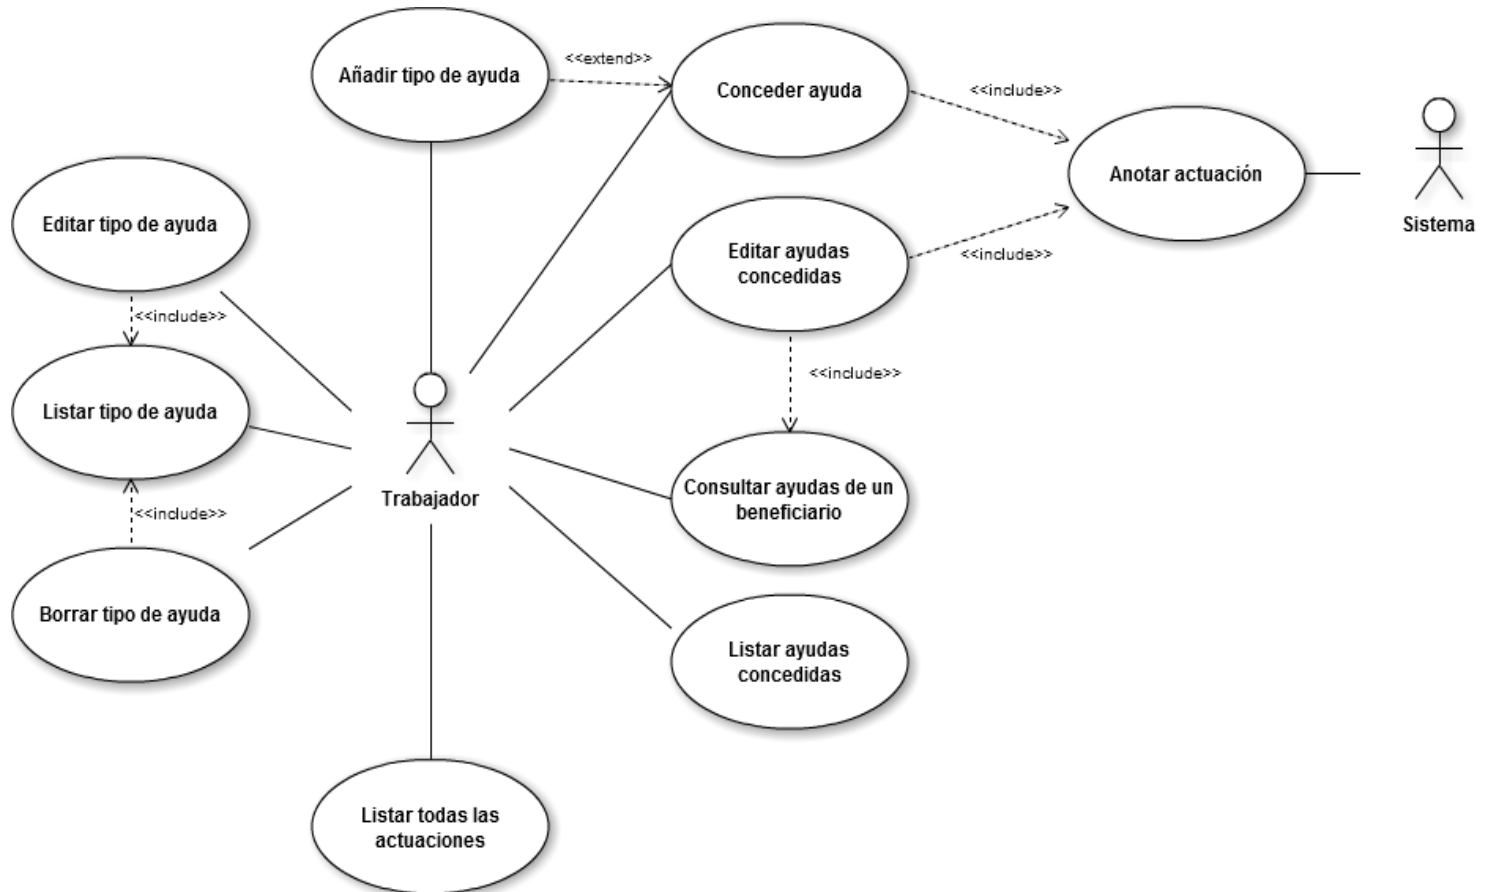 Añadir tipo de ayuda
<<extend>>
Conceder ayuda
<<include>>
Anotar actuación
Sistema
Editar tipo de ayuda
<<include>>
Editar ayudas
concedidas
<<include>>
<<include>>
Listar tipo de ayuda
<<include>>
Trabajador
Consultar ayudas de un
beneficiario
Borrar tipo de ayuda
Listar ayudas
concedidas
Listar todas las
actuaciones